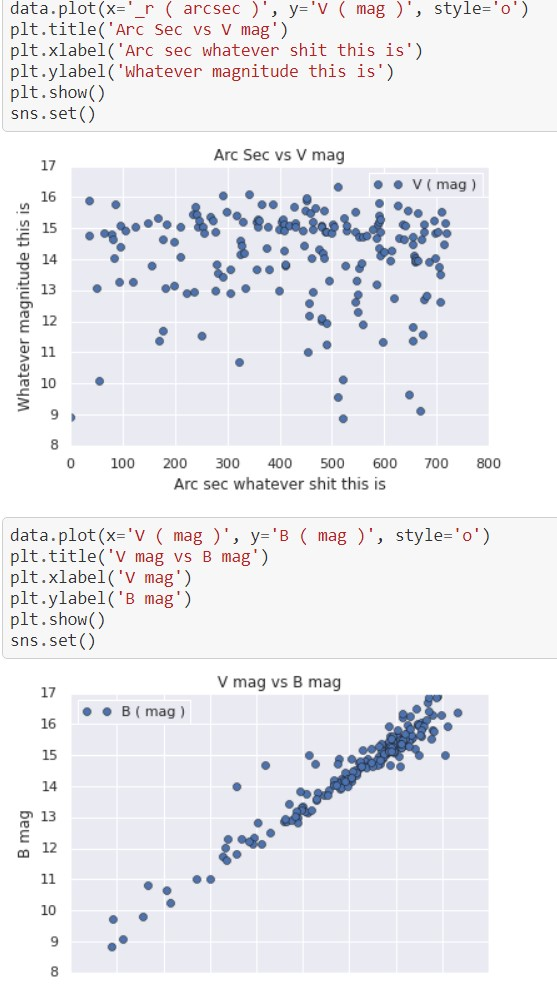 data.plot(x='_r ( arcsec )', y='V ( mag )', style='o')
plt.title('Arc Sec vs V mag')
plt.xlabel('Arc sec whatever shit this is')
plt.ylabel('Whatever magnitude this is')
plt.show()
sns.set()
Arc Sec vs V mag
V ( mag )
Whatever magnitude this is
17
16
15
14
13
12
11
10
9
8
0 100 200 300 400 500 600 700 800
Arc sec whatever shit this is
data.plot(x='V ( mag )', y='B ( mag )', style='o')
plt.title('V mag vs B mag')
plt.xlabel('V mag')
plt.ylabel('B mag')
plt.show()
sns.set()
V mag vs B mag
B ( mag )
B mag
17
16
15
14
13
12
11
10
9
8